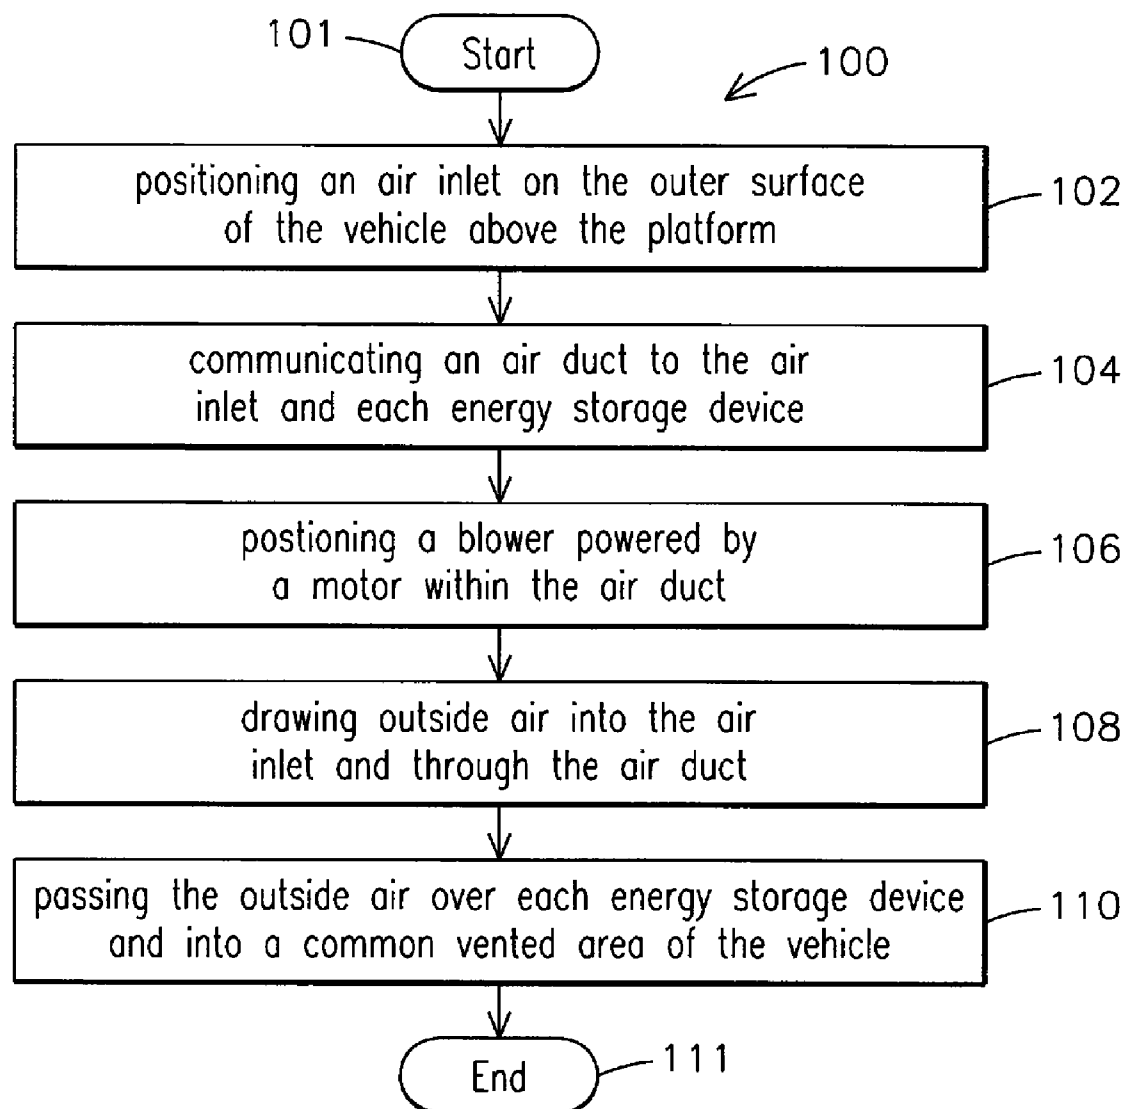 101
Start
100
positioning an air inlet on the outer surface
of the vehicle above the platform
102
communicating an air duct to the air
inlet and each energy storage device
104
postioning a blower powered by
a motor within the air duct
106
drawing outside air into the air
inlet and through the air duct
108
passing the outside air over each energy storage device
and into a common vented area of the vehicle
110
End
111